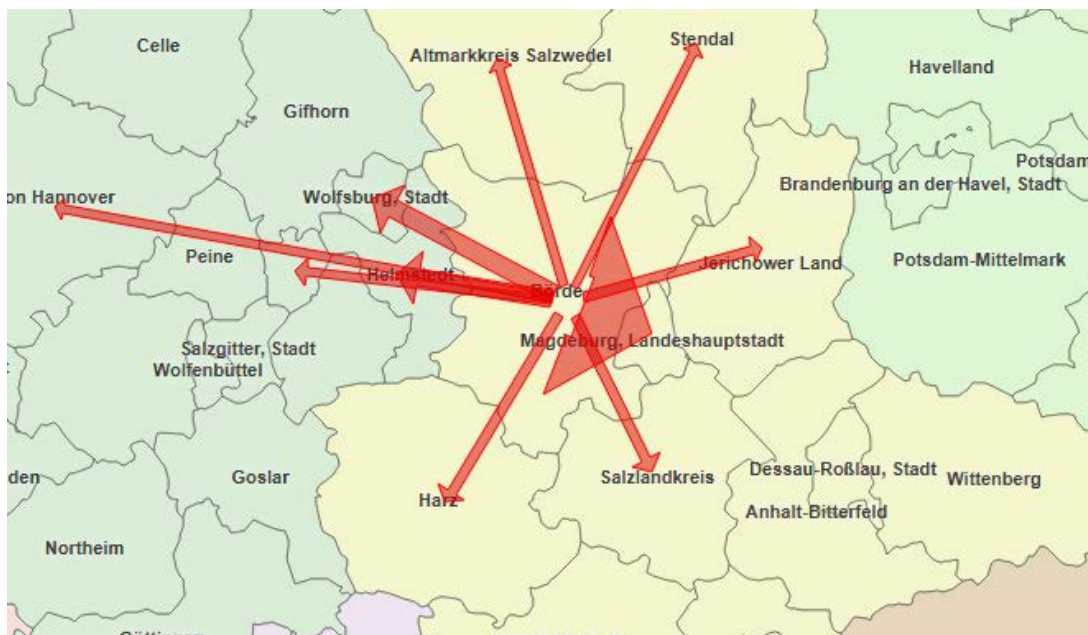 Stendal
Celle
Altmarkkreis Salzwedel
Havelland
Gifhorn
Potsdam
Brandenburg an der Havel, Stadt
on Hannover
Wolfsburg, Stadt
Peine
Helmstedt
Jerichower Land
Potsdam-Mittelmark
Börde
Magdeburg, Landeshauptstadt
Salzgitter, Stadt
Wolfenbüttel
den
Goslar
Salzlandkreis
Dessau-Roßlau, Stadt
Wittenberg
Harz
Anhalt-Bitterfeld
Northeim